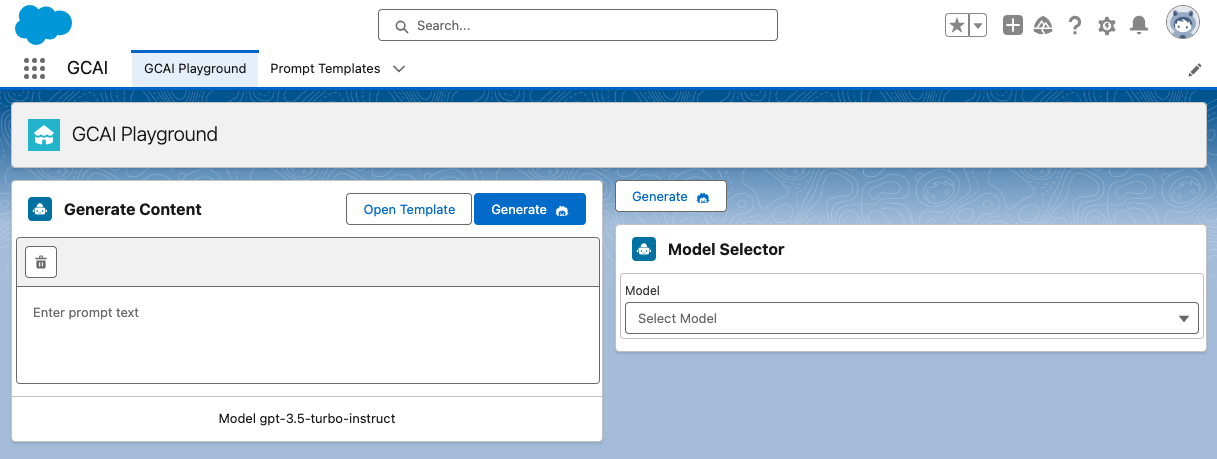 Search...
GCAI
GCAI Playground
Prompt Templates
GCAI Playground
Generate Content
Open Template
Generate
Enter prompt text
Model gpt-3.5-turbo-instruct
Generate
Model Selector
Model
Select Model